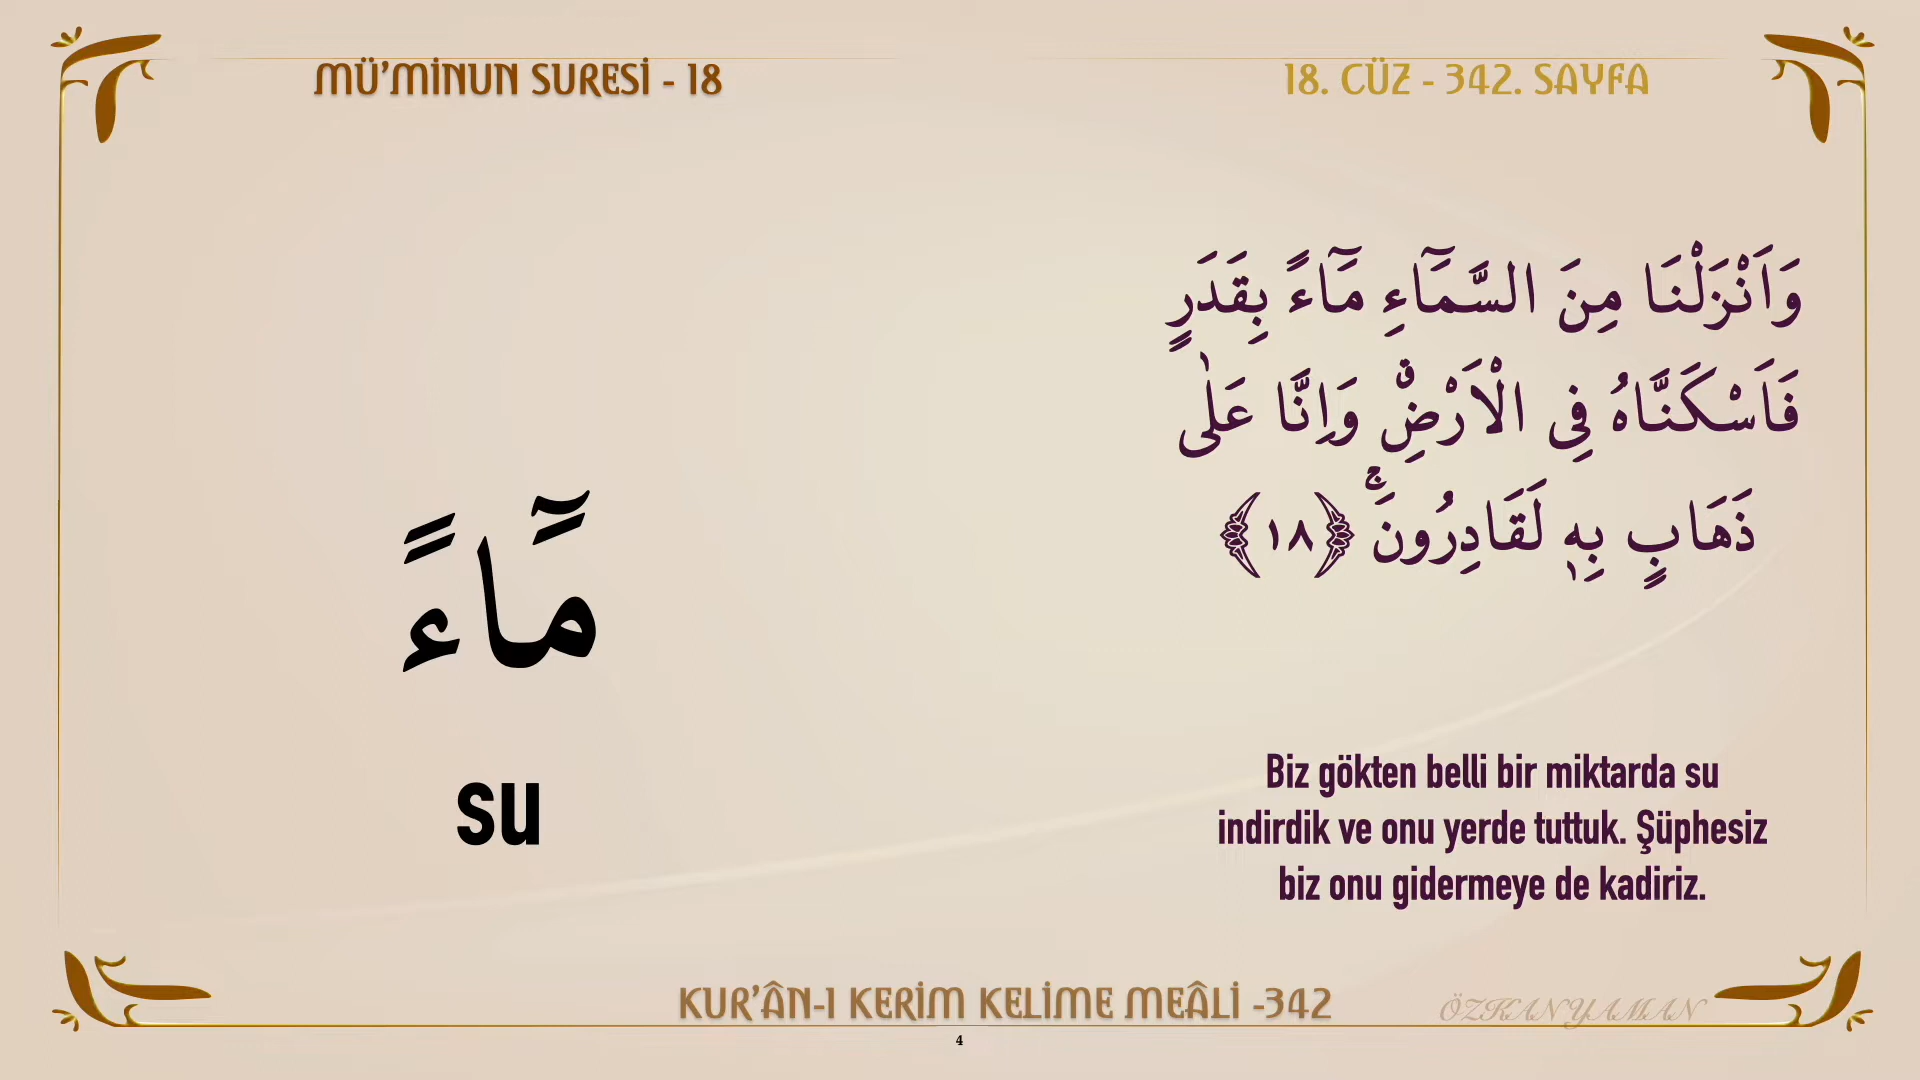 MÜ’MİNUN SURESİ - 18
18. CÜZ - 342. SAYFA
وَاَنْزَلْنَا مِنَ السَّمَٓاءِ مَٓاءً بِقَدَرٍ
فَاَسْكَنَّاهُ فِى الْاَرْضِۗ وَاِنَّا عَلٰى
ذَهَابٍ بِهٖ لَقَادِرُونَۚ ﴿١٨﴾
مَٓاءً
su
Biz gökten belli bir miktarda su
indirdik ve onu yerde tuttuk. Şüphesiz
biz onu gidermeye de kadiriz.
KUR’ÂN-I KERİM KELİME MEÂLİ -342
ÖZKAN YAMAN
4